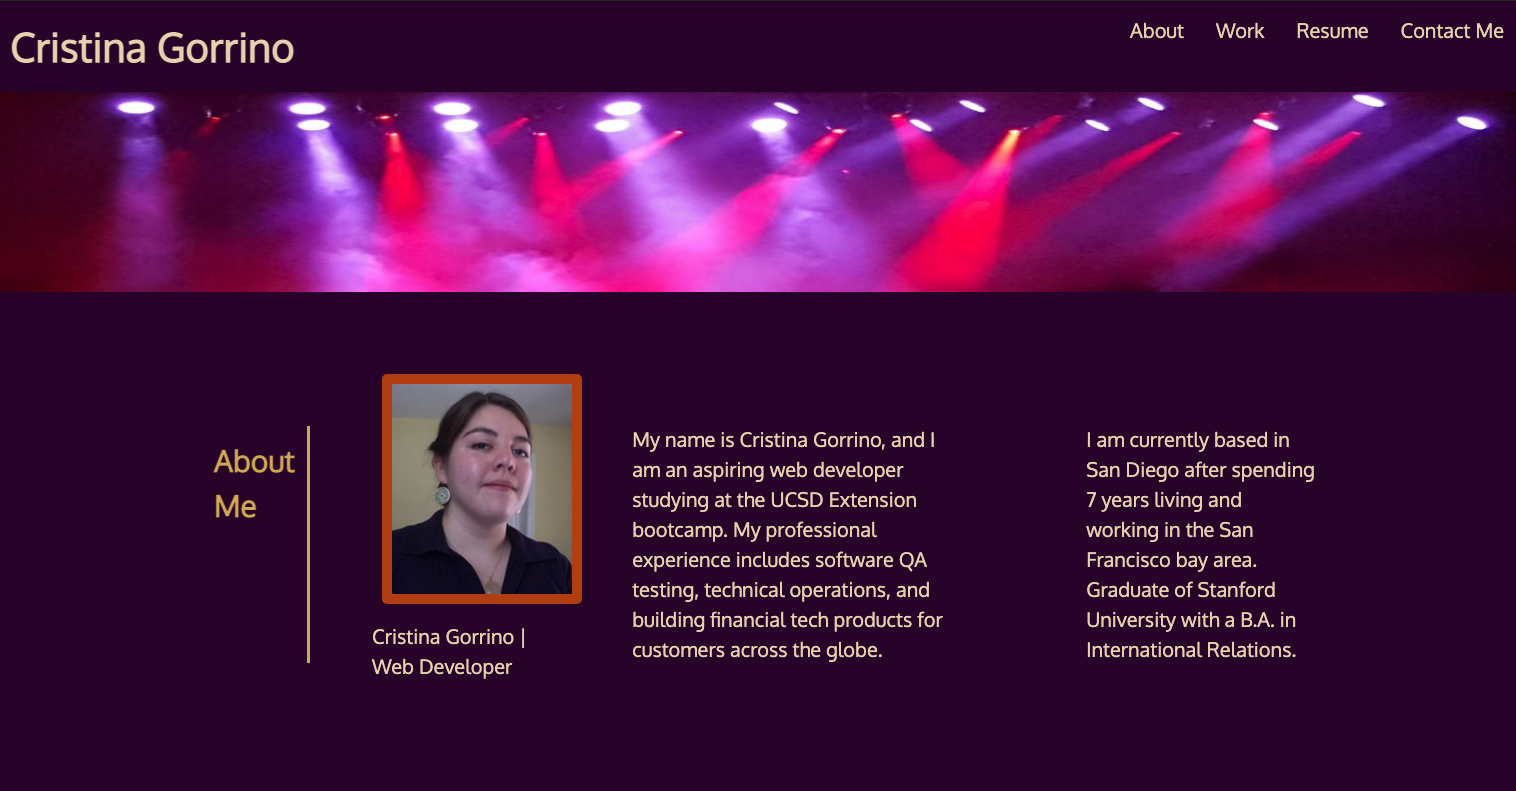 Cristina Gorrino
About Work Resume Contact Me
About
Me
Cristina Gorrino |
Web Developer
My name is Cristina Gorrino, and I
am an aspiring web developer
studying at the UCSD Extension
bootcamp. My professional
experience includes software QA
testing, technical operations, and
building financial tech products for
customers across the globe.
I am currently based in
San Diego after spending
7 years living and
working in the San
Francisco bay area.
Graduate of Stanford
University with a B.A. in
International Relations.